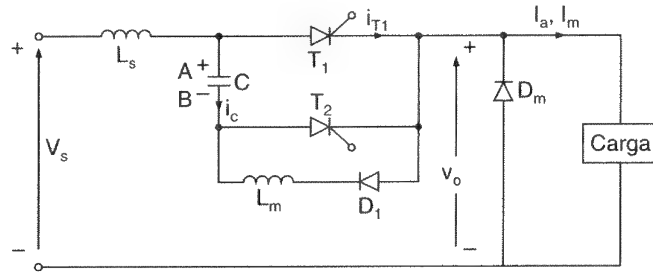 +
L_s
A +
B −
C
i_c
T_1
i_T1
T_2
L_m
D_1
V_s
+
v_o
−
D_m
I_a, I_m
Carga
−